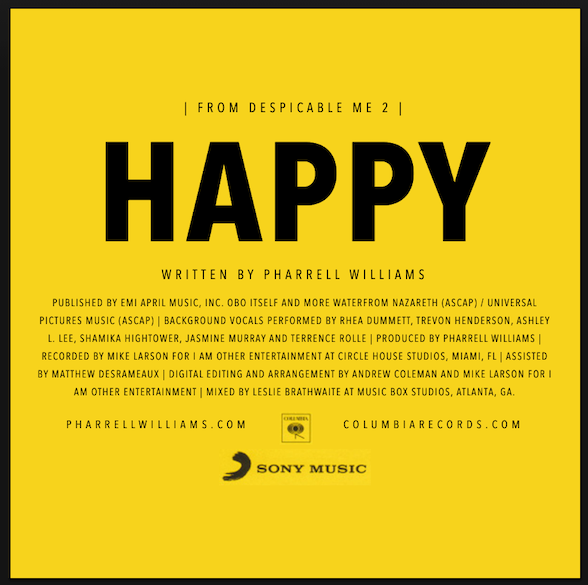 | FROM DESPICABLE ME 2 |
HAPPY
WRITTEN BY PHARRELL WILLIAMS
PUBLISHED BY EMI APRIL MUSIC, INC. OBO ITSELF AND MORE WATERFROM NAZARETH (ASCAP) / UNIVERSAL
PICTURES MUSIC (ASCAP) | BACKGROUND VOCALS PERFORMED BY RHEA DUMMETT, TREVON HENDERSON, ASHLEY
L. LEE, SHAMIKA HIGHTOWER, JASMINE MURRAY AND TERRENCE ROLLE | PRODUCED BY PHARRELL WILLIAMS |
RECORDED BY MIKE LARSON FOR I AM OTHER ENTERTAINMENT AT CIRCLE HOUSE STUDIOS, MIAMI, FL | ASSISTED
BY MATTHEW DESRAMEAUX | DIGITAL EDITING AND ARRANGEMENT BY ANDREW COLEMAN AND MIKE LARSON FOR I
AM OTHER ENTERTAINMENT | MIXED BY LESLIE BRATHWAITE AT MUSIC BOX STUDIOS, ATLANTA, GA.
PHARRELLWILLIAMS.COM COLUMBIA COLUMBIARECORDS.COM
SONY MUSIC